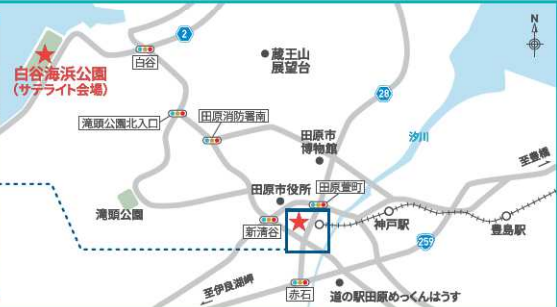 N
2
白谷
白谷海浜公園
(サテライト会場)
蔵王山
展望台
28
滝頭公園北入口
田原消防署南
田原市
博物館
汐川
至豊橋
田原市役所
田原萱町
滝頭公園
新清谷
神戸駅
豊島駅
259
至伊良湖岬
赤石
道の駅田原めっくんはうす